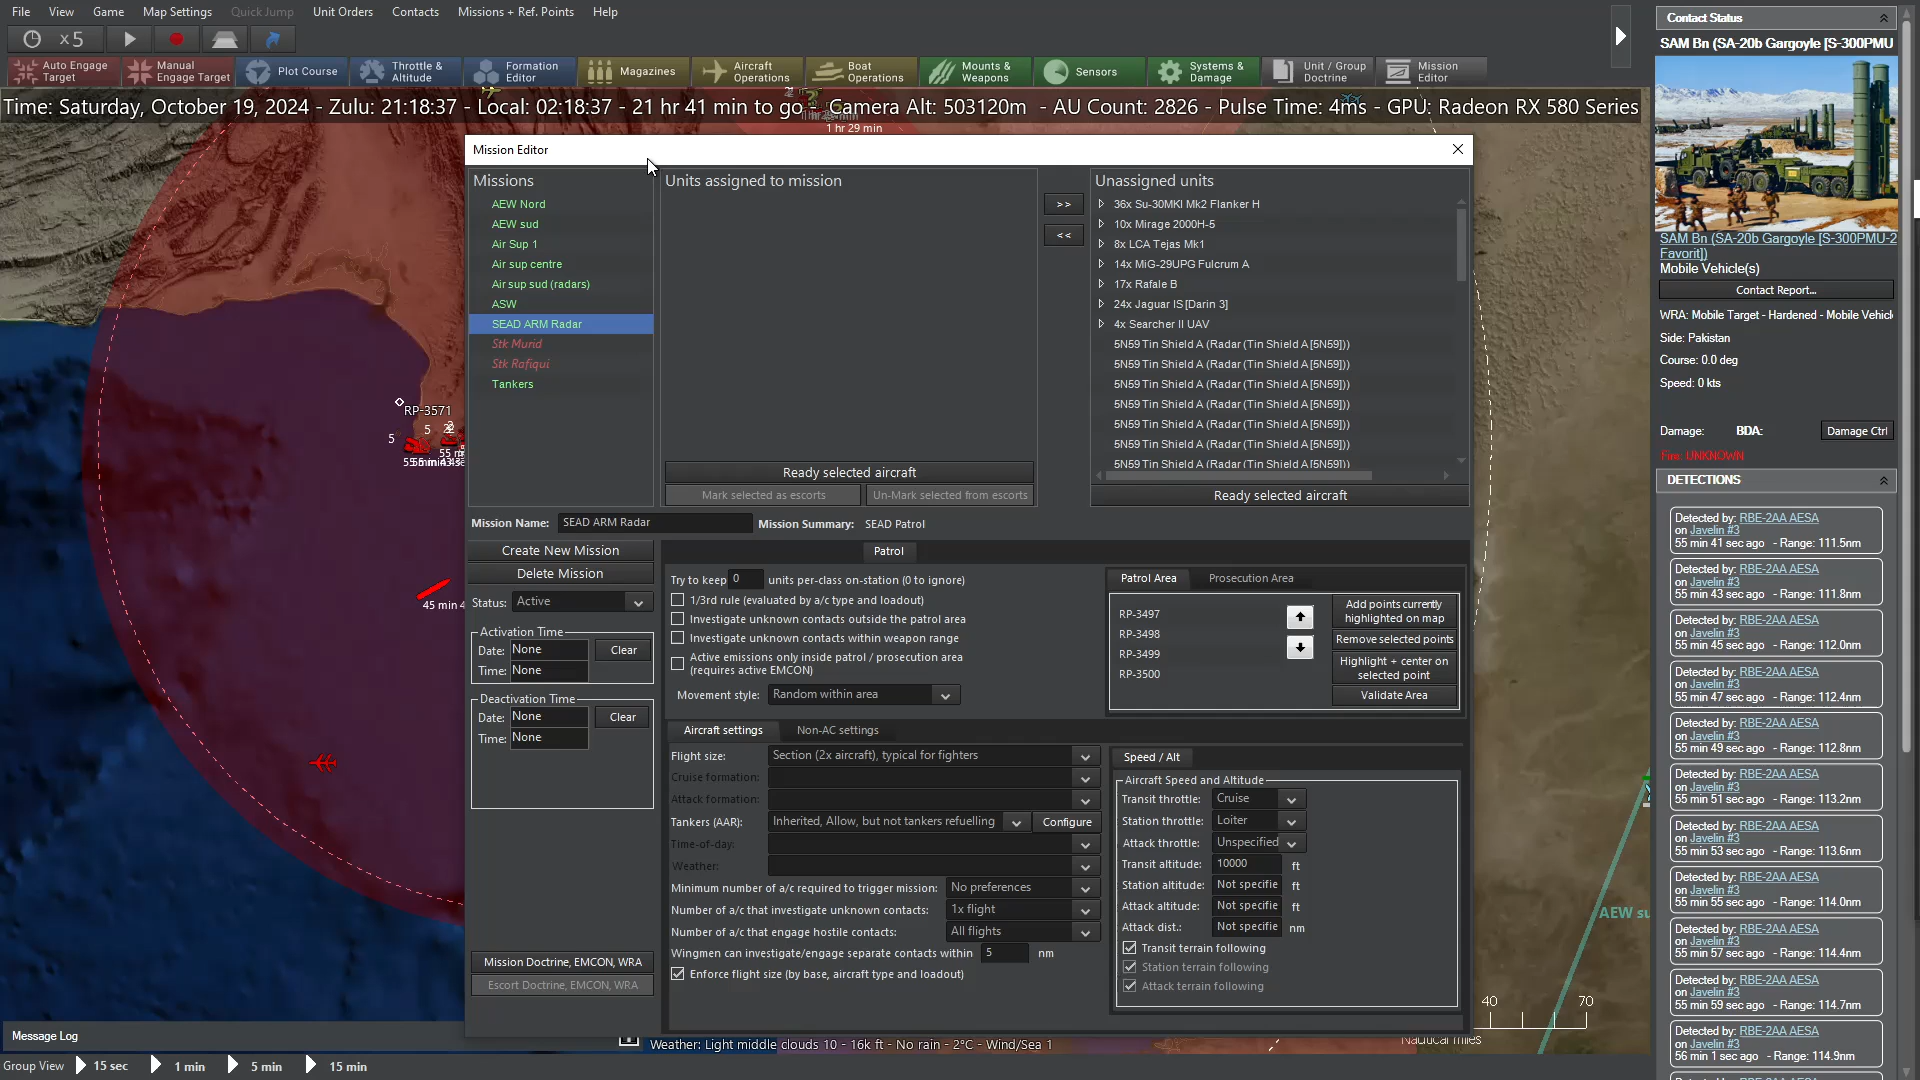 File View Game Map Settings Quick Jump Unit Orders Contacts Missions + Ref. Points Help
x5
Auto Engage Target
Manual Engage Target
Plot Course
Throttle & Altitude
Formation Editor
Magazines
Aircraft Operations
Boat Operations
Mounts & Weapons
Sensors
Systems & Damage
Unit / Group Doctrine
Mission Editor
Time: Saturday, October 19, 2024 - Zulu: 21:18:37 - Local: 02:18:37 - 21 hr 41 min to go - Camera Alt: 503120m - AU Count: 2826 - Pulse Time: 4ms - GPU: Radeon RX 580 Series
1 hr 29 min
Mission Editor
Missions
AEW Nord
AEW sud
Air Sup 1
Air sup centre
Air sup sud (radars)
ASW
SEAD ARM Radar
Stk Murid
Stk Rafiqui
Tankers
Units assigned to mission
Ready selected aircraft
Mark selected as escorts
Un-Mark selected from escorts
>>
<<
Unassigned units
36x Su-30MKI Mk2 Flanker H
10x Mirage 2000H-5
8x LCA Tejas Mk1
14x MiG-29UPG Fulcrum A
17x Rafale B
24x Jaguar IS [Darin 3]
4x Searcher II UAV
5N59 Tin Shield A (Radar (Tin Shield A [5N59]))
5N59 Tin Shield A (Radar (Tin Shield A [5N59]))
5N59 Tin Shield A (Radar (Tin Shield A [5N59]))
5N59 Tin Shield A (Radar (Tin Shield A [5N59]))
5N59 Tin Shield A (Radar (Tin Shield A [5N59]))
5N59 Tin Shield A (Radar (Tin Shield A [5N59]))
5N59 Tin Shield A (Radar (Tin Shield A [5N59]))
Ready selected aircraft
RP-3571
5
5
45 min 4
Mission Name: SEAD ARM Radar
Mission Summary: SEAD Patrol
Create New Mission
Delete Mission
Status: Active
Activation Time
Date: None Clear
Time: None
Deactivation Time
Date: None Clear
Time: None
Mission Doctrine, EMCON, WRA
Escort Doctrine, EMCON, WRA
Patrol
Try to keep 0 units per-class on-station (0 to ignore)
1/3rd rule (evaluated by a/c type and loadout)
Investigate unknown contacts outside the patrol area
Investigate unknown contacts within weapon range
Active emissions only inside patrol / prosecution area
(requires active EMCON)
Movement style: Random within area
Patrol Area Prosecution Area
RP-3497
RP-3498
RP-3499
RP-3500
Add points currently highlighted on map
Remove selected points
Highlight + center on selected point
Validate Area
Aircraft settings Non-AC settings
Flight size: Section (2x aircraft), typical for fighters
Cruise formation:
Attack formation:
Tankers (AAR): Inherited, Allow, but not tankers refuelling Configure
Time-of-day:
Weather:
Minimum number of a/c required to trigger mission: No preferences
Number of a/c that investigate unknown contacts: 1x flight
Number of a/c that engage hostile contacts: All flights
Wingmen can investigate/engage separate contacts within 5 nm
Enforce flight size (by base, aircraft type and loadout)
Speed / Alt
Aircraft Speed and Altitude
Transit throttle: Cruise
Station throttle: Loiter
Attack throttle: Unspecified
Transit altitude: 10000 ft
Station altitude: Not specifie ft
Attack altitude: Not specifie ft
Attack dist.: Not specifie nm
Transit terrain following
Station terrain following
Attack terrain following
AEW su
40 70
Nautical miles
Message Log
Weather: Light middle clouds 10 - 16k ft - No rain - 2°C - Wind/Sea 1
Group View 15 sec 1 min 5 min 15 min
Contact Status
SAM Bn (SA-20b Gargoyle [S-300PMU
SAM Bn (SA-20b Gargoyle [S-300PMU-2
Favorit])
Mobile Vehicle(s)
Contact Report...
WRA: Mobile Target - Hardened - Mobile Vehicl
Side: Pakistan
Course: 0.0 deg
Speed: 0 kts
Damage: BDA: Damage Ctrl
Fire: UNKNOWN
DETECTIONS
Detected by: RBE-2AA AESA
on Javelin #3
55 min 41 sec ago - Range: 111.5nm
Detected by: RBE-2AA AESA
on Javelin #3
55 min 43 sec ago - Range: 111.8nm
Detected by: RBE-2AA AESA
on Javelin #3
55 min 45 sec ago - Range: 112.0nm
Detected by: RBE-2AA AESA
on Javelin #3
55 min 47 sec ago - Range: 112.4nm
Detected by: RBE-2AA AESA
on Javelin #3
55 min 49 sec ago - Range: 112.8nm
Detected by: RBE-2AA AESA
on Javelin #3
55 min 51 sec ago - Range: 113.2nm
Detected by: RBE-2AA AESA
on Javelin #3
55 min 53 sec ago - Range: 113.6nm
Detected by: RBE-2AA AESA
on Javelin #3
55 min 55 sec ago - Range: 114.0nm
Detected by: RBE-2AA AESA
on Javelin #3
55 min 57 sec ago - Range: 114.4nm
Detected by: RBE-2AA AESA
on Javelin #3
55 min 59 sec ago - Range: 114.7nm
Detected by: RBE-2AA AESA
on Javelin #3
56 min 1 sec ago - Range: 114.9nm